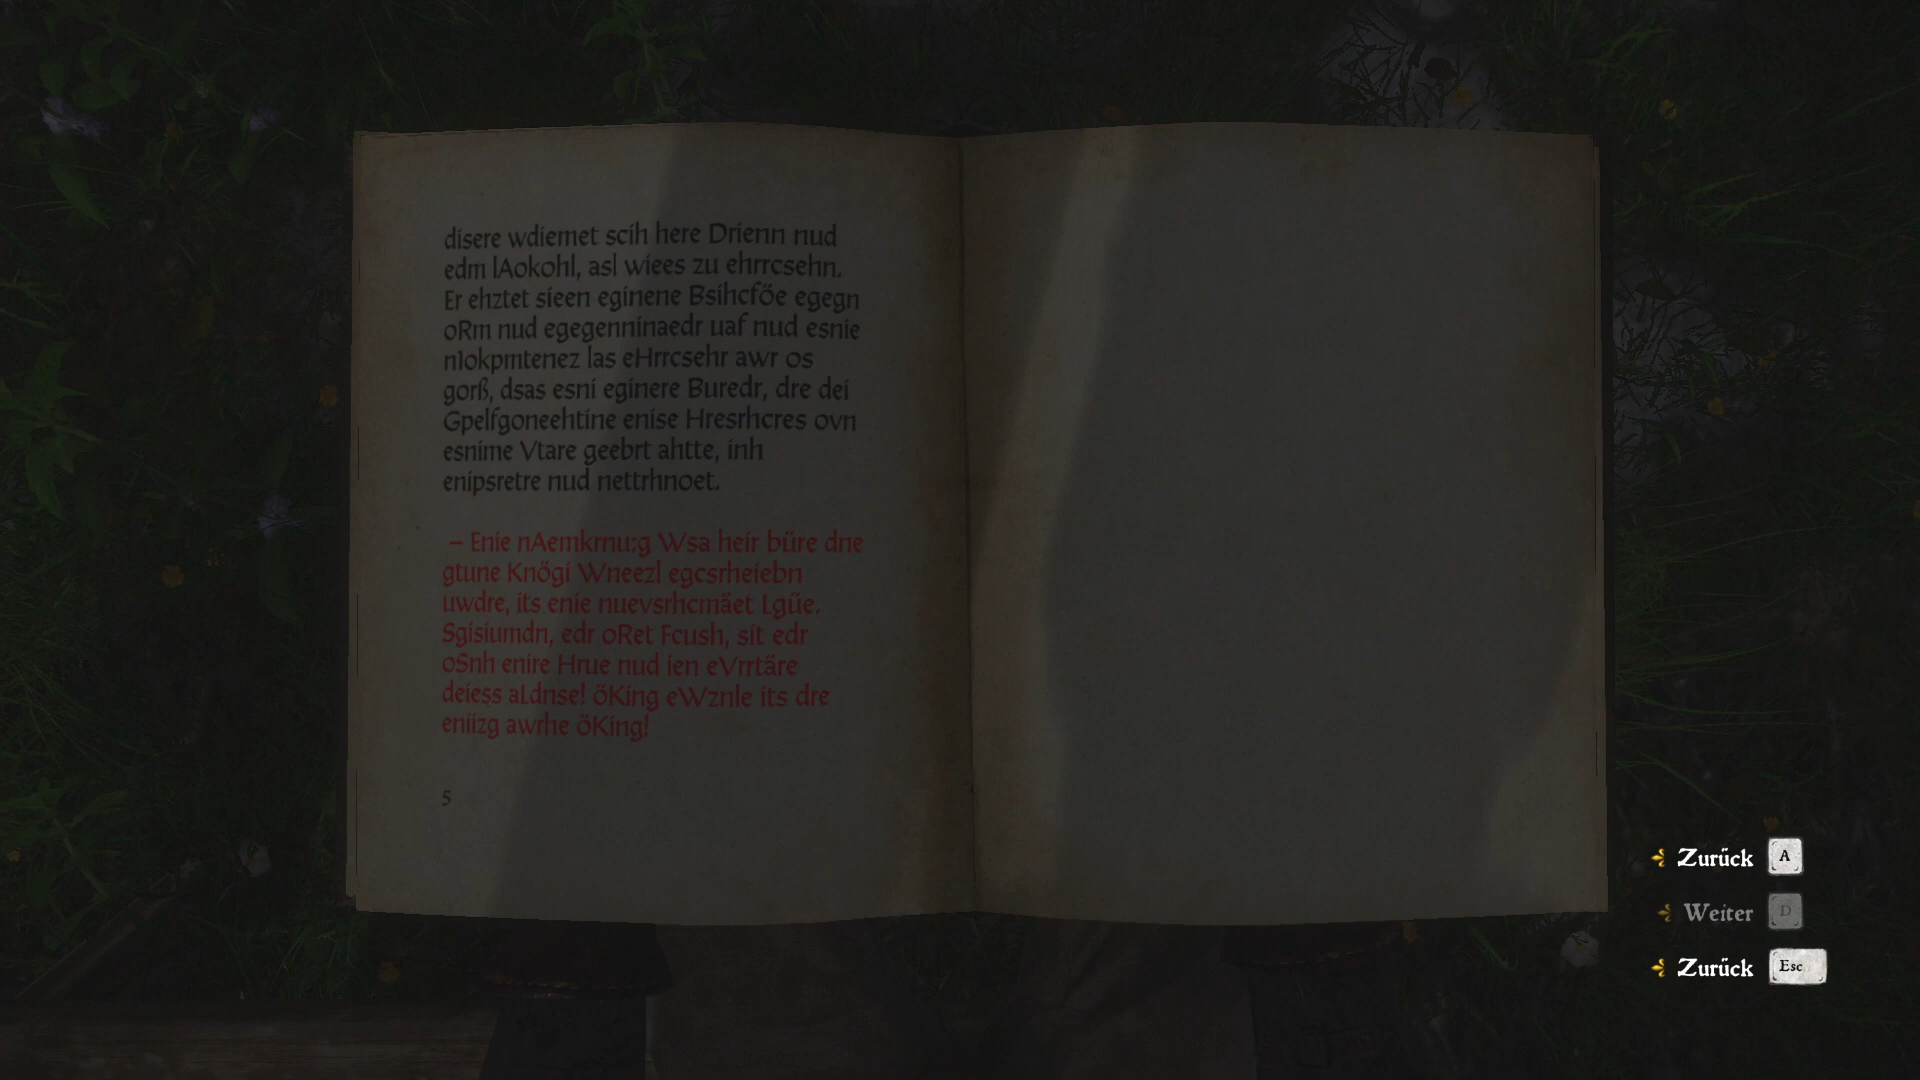 disere wdiemet scih here Drienn nud
edm lAokohl, asl wiees zu ehrrcsehn.
Er ehztet sieen eginene Bsihcföe egegn
oRm nud egegenninaedr uaf nud esnie
nIokpmtenez las eHrrcsehr awr os
gorß, dsas esni eginere Buredr, dre dei
Gpelfgoneehtine enise Hresrhcres ovn
esnime Vtare geebrt ahtte, inh
enipsretre nud nettrhnoet.
– Enie nAemkrnu:g Wsa heir büre dne
gtune Knögi Wneezl egcsrheiebn
uwdre, its enie nuevsrhcmäet Lgüe.
Sgisiumdn, edr oRet Fcush, sit edr
oSnh enire Hrue nud ien eVrrtäre
deiess aLdnse! öKing eWznle its dre
eniizg awrhe öKing!
5
Zurück A
Weiter D
Zurück Esc